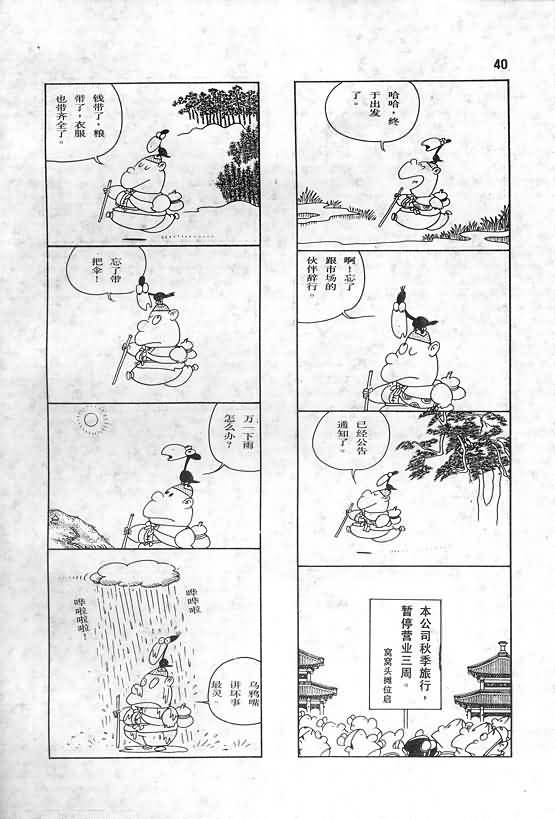 40
哈哈，终
于出发
了。
啊！忘了
跟市场的
伙伴辞行。
已经公告
通知了。
本公司秋季旅行，
暂停营业三周。
窝窝头摊位启
钱带了，粮
带了，衣服
也带齐全了。
忘了带
把伞！
万一下雨
怎么办？
哗哗啦
哗啦啦啦！
乌鸦嘴
讲坏事
最灵。